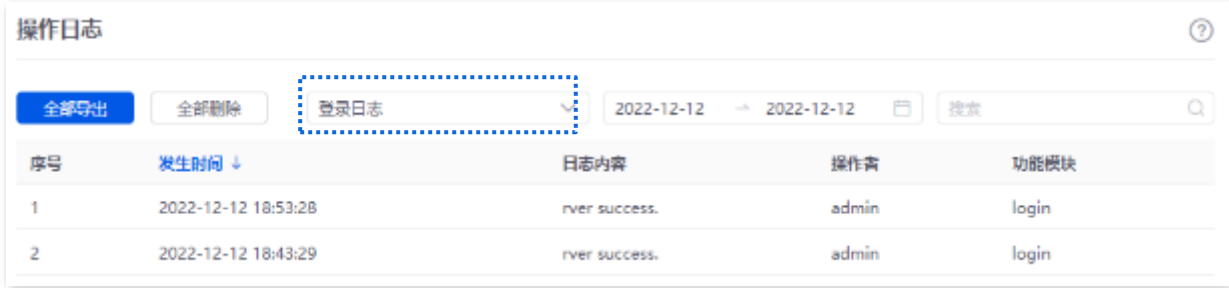 操作日志
全部导出 全部删除 登录日志 2022-12-12 → 2022-12-12 搜索
序号 发生时间 ↓ 日志内容 操作者 功能模块
1 2022-12-12 18:53:28 rver success. admin login
2 2022-12-12 18:43:29 rver success. admin login